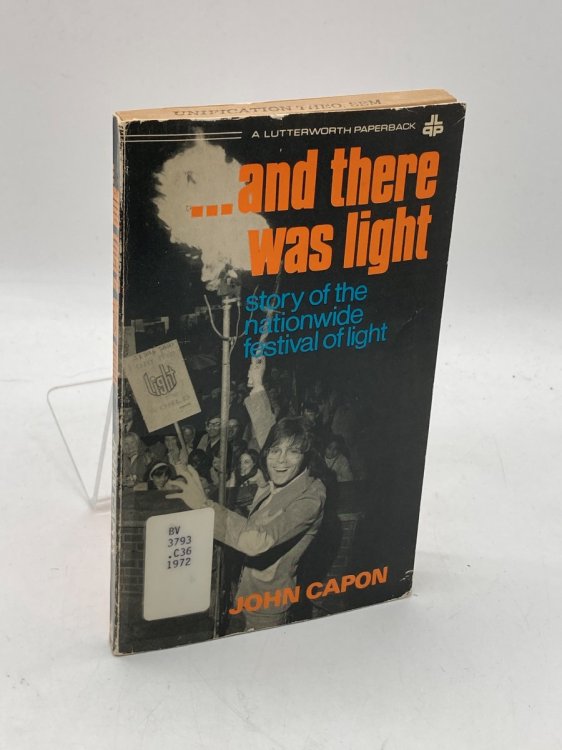 UNIFICATION THEO. SEM
A LUTTERWORTH PAPERBACK
...and there
was light
story of the
nationwide
festival of light
light
WORLD
BV
3793
.C36
1972
JOHN CAPON